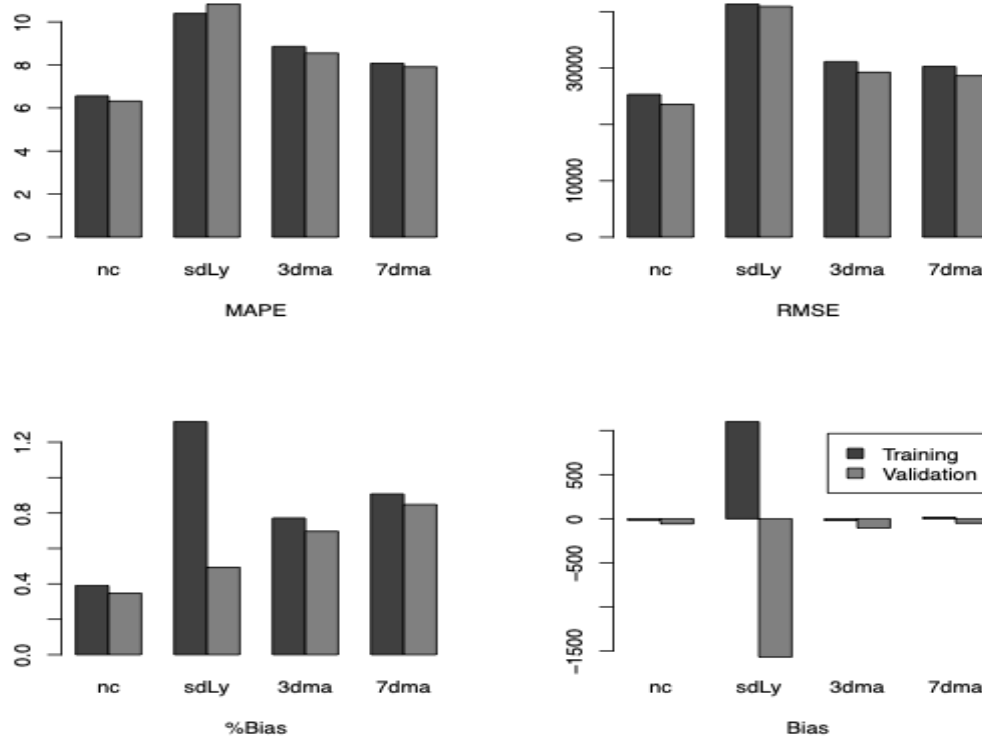 10
8
6
4
2
0
nc sdLy 3dma 7dma
MAPE
30000
10000
0
nc sdLy 3dma 7dma
RMSE
1.2
0.8
0.4
0.0
nc sdLy 3dma 7dma
%Bias
500
0
-500
-1500
Training
Validation
nc sdLy 3dma 7dma
Bias